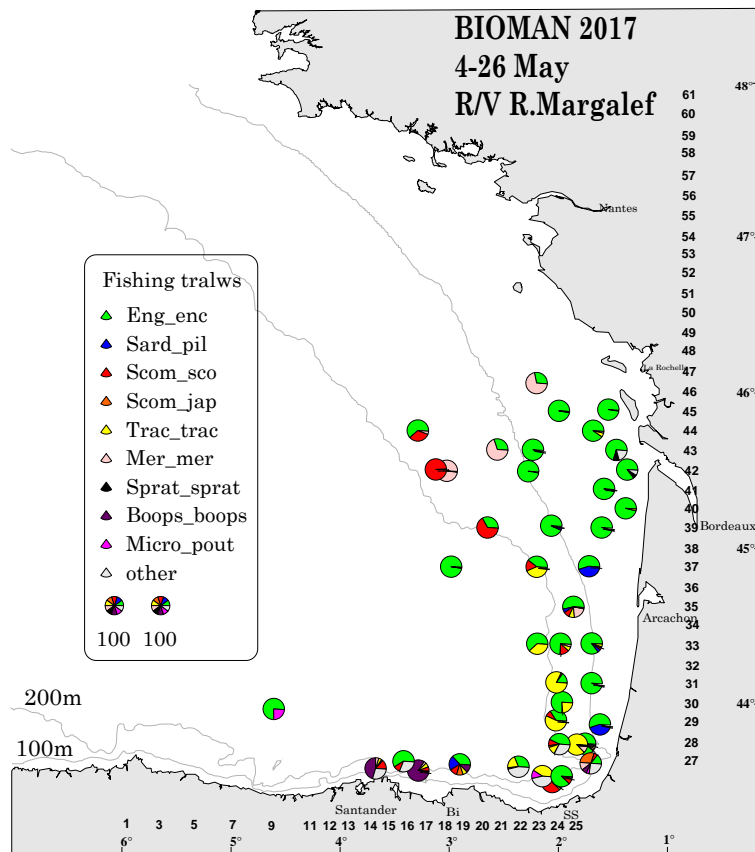 BIOMAN 2017
4-26 May
R/V R.Margalef
48°
61
60
59
58
57
56
Nantes
55
54
47°
53
52
51
50
49
48
La Rochelle
47
46
46°
45
44
43
42
41
40
39
Bordeaux
38
45°
37
36
35
Arcachon
34
33
32
31
30
44°
29
28
27
Fishing tralws
Eng_enc
Sard_pil
Scom_sco
Scom_jap
Trac_trac
Mer_mer
Sprat_sprat
Boops_boops
Micro_pout
other
100 100
200m
100m
Santander Bi SS
1 3 5 7 9 11 12 13 14 15 16 17 18 19 20 21 22 23 24 25
6° 5° 4° 3° 2° 1°